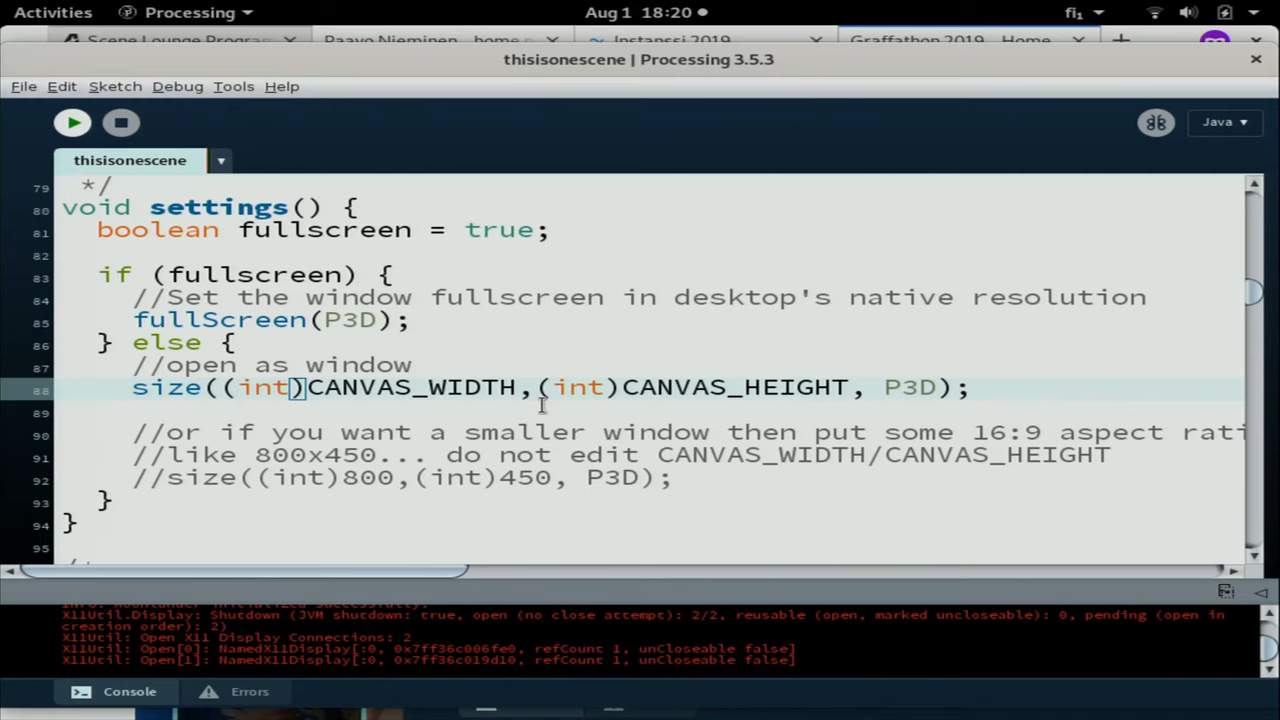 Activities Processing Aug 1 18:20 fi₁
Scene Lounge Progra Paavo Nieminen - home p Instanssi 2019 Graffathon 2019 - Home
thisisonescene | Processing 3.5.3
File Edit Sketch Debug Tools Help
Java
thisisonescene
79 */
80 void settings() {
81 boolean fullscreen = true;
82
83 if (fullscreen) {
84 //Set the window fullscreen in desktop's native resolution
85 fullScreen(P3D);
86 } else {
87 //open as window
88 size((int)CANVAS_WIDTH,(int)CANVAS_HEIGHT, P3D);
89
90 //or if you want a smaller window then put some 16:9 aspect rati
91 //like 800x450... do not edit CANVAS_WIDTH/CANVAS_HEIGHT
92 //size((int)800,(int)450, P3D);
93 }
94 }
95
X11Util.Display: Shutdown (JVM shutdown: true, open (no close attempt): 2/2, reusable (open, marked uncloseable): 0, pending (open in
creation order): 2)
X11Util: Open X11 Display Connections: 2
X11Util: Open[0]: NamedX11Display[:0, 0x7ff36c006fe0, refCount 1, unCloseable false]
X11Util: Open[1]: NamedX11Display[:0, 0x7ff36c019d10, refCount 1, unCloseable false]
Console Errors